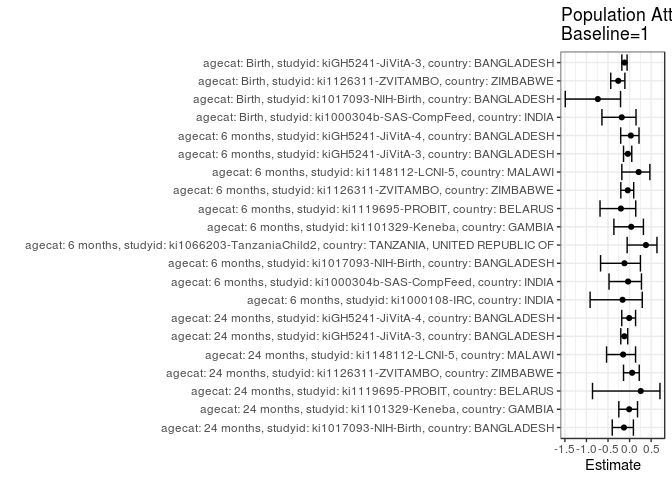 Population Att
Baseline=1
agecat: Birth, studyid: kiGH5241-JiVitA-3, country: BANGLADESH
agecat: Birth, studyid: ki1126311-ZVITAMBO, country: ZIMBABWE
agecat: Birth, studyid: ki1017093-NIH-Birth, country: BANGLADESH
agecat: Birth, studyid: ki1000304b-SAS-CompFeed, country: INDIA
agecat: 6 months, studyid: kiGH5241-JiVitA-4, country: BANGLADESH
agecat: 6 months, studyid: kiGH5241-JiVitA-3, country: BANGLADESH
agecat: 6 months, studyid: ki1148112-LCNI-5, country: MALAWI
agecat: 6 months, studyid: ki1126311-ZVITAMBO, country: ZIMBABWE
agecat: 6 months, studyid: ki1119695-PROBIT, country: BELARUS
agecat: 6 months, studyid: ki1101329-Keneba, country: GAMBIA
agecat: 6 months, studyid: ki1066203-TanzaniaChild2, country: TANZANIA, UNITED REPUBLIC OF
agecat: 6 months, studyid: ki1017093-NIH-Birth, country: BANGLADESH
agecat: 6 months, studyid: ki1000304b-SAS-CompFeed, country: INDIA
agecat: 6 months, studyid: ki1000108-IRC, country: INDIA
agecat: 24 months, studyid: kiGH5241-JiVitA-4, country: BANGLADESH
agecat: 24 months, studyid: kiGH5241-JiVitA-3, country: BANGLADESH
agecat: 24 months, studyid: ki1148112-LCNI-5, country: MALAWI
agecat: 24 months, studyid: ki1126311-ZVITAMBO, country: ZIMBABWE
agecat: 24 months, studyid: ki1119695-PROBIT, country: BELARUS
agecat: 24 months, studyid: ki1101329-Keneba, country: GAMBIA
agecat: 24 months, studyid: ki1017093-NIH-Birth, country: BANGLADESH
-1.5 -1.0 -0.5 0.0 0.5
Estimate